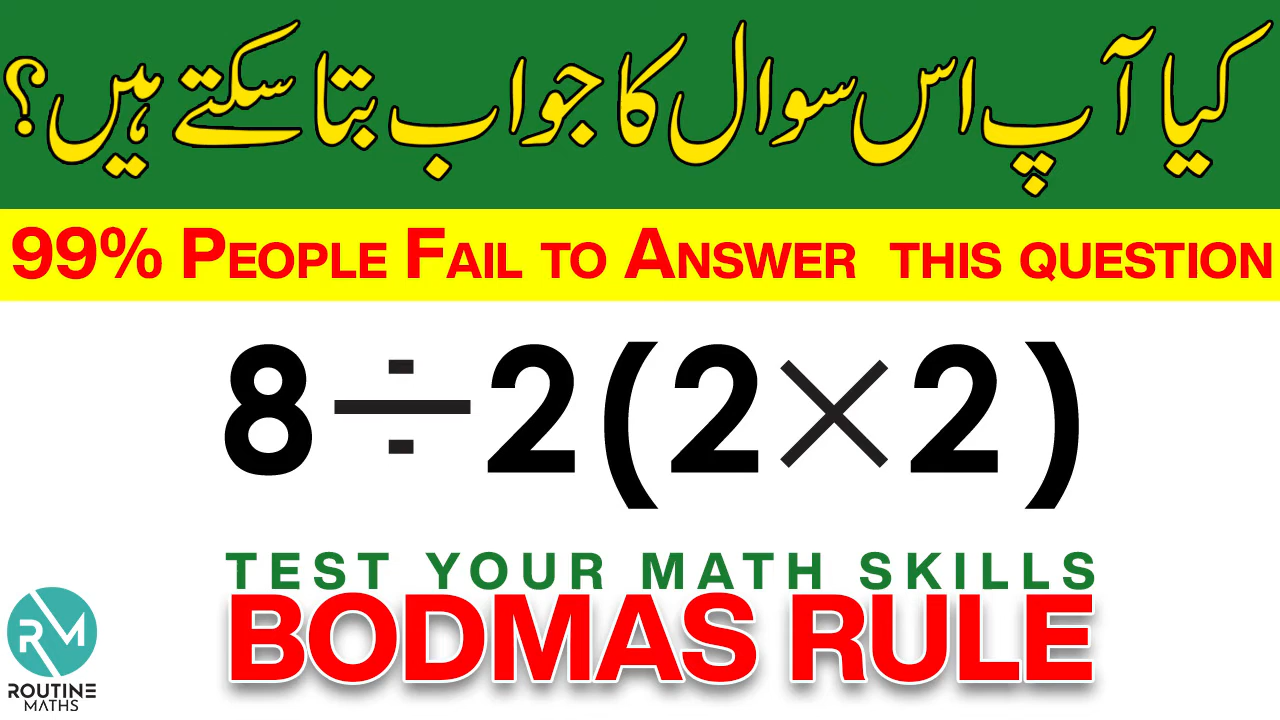 کیا آپ اس سوال کا جواب بتا سکتے ہیں؟
99% PEOPLE FAIL TO ANSWER THIS QUESTION
8÷2(2×2)
TEST YOUR MATH SKILLS
BODMAS RULE
RM
ROUTINE
MATHS